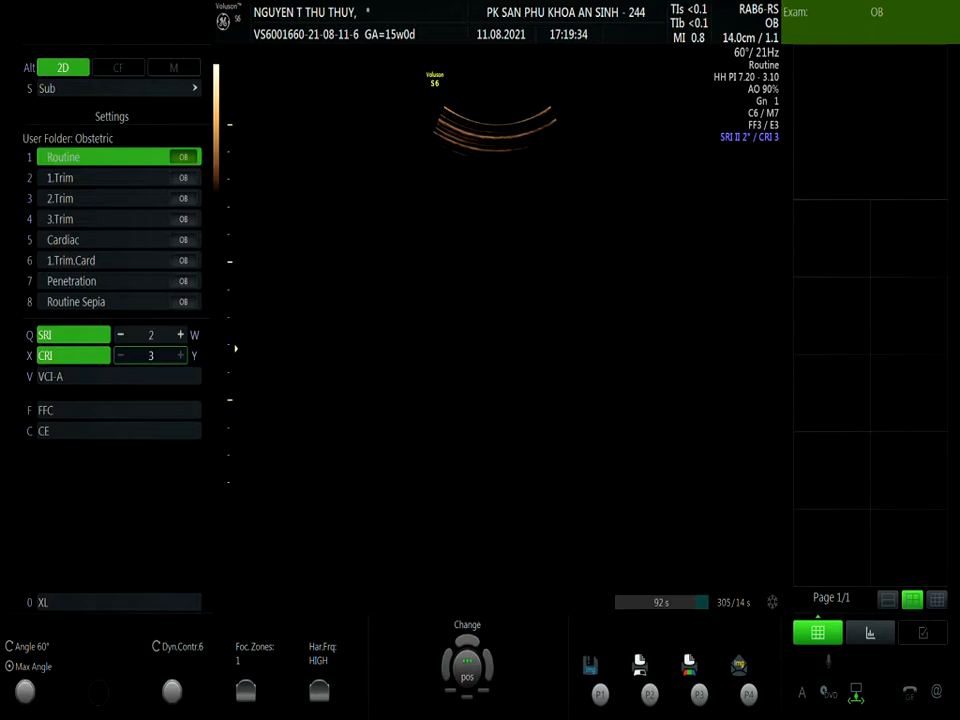 Voluson™
S6
NGUYEN T THU THUY, * PK SAN PHU KHOA AN SINH - 244
VS6001660-21-08-11-6 GA=15w0d 11.08.2021 17:19:34
TIs <0.1 RAB6-RS
TIb <0.1 OB
MI 0.8 14.0cm / 1.1
60°/ 21Hz
Routine
HH PI 7.20 - 3.10
AO 90%
Gn 1
C6 / M7
FF3 / E3
SRI II 2* / CRI 3
Exam: OB
Voluson
S6
Alt 2D CF M
S Sub >
Settings
User Folder: Obstetric
1 Routine OB
2 1.Trim OB
3 2.Trim OB
4 3.Trim OB
5 Cardiac OB
6 1.Trim.Card OB
7 Penetration OB
8 Routine Sepia OB
Q SRI - 2 + W
X CRI - 3 + Y
V VCI-A
F FFC
C CE
0 XL
92 s 305/14 s
Page 1/1
Angle 60°
Max Angle
Dyn.Contr.6
Foc. Zones:
1
Har.Frq:
HIGH
Change
pos
P1 P2 P3 P4
Img
A DVD @